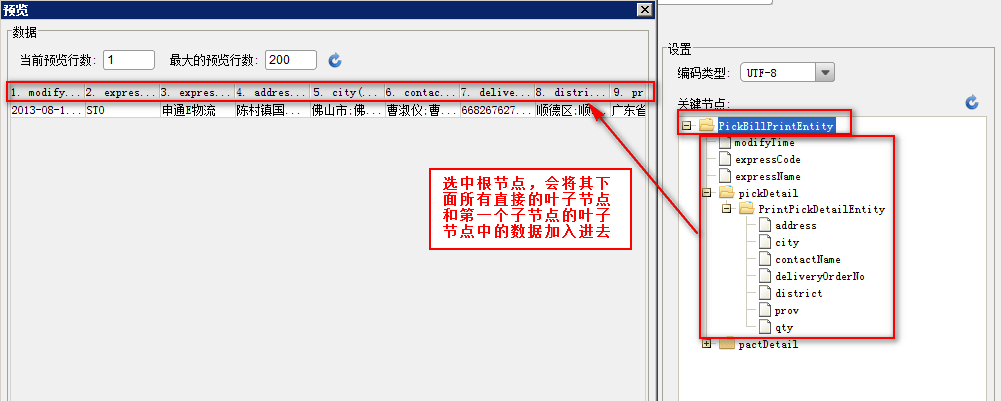 预览
数据
当前预览行数: 1 最大的预览行数: 200
1. modify... 2. expres... 3. expres... 4. addres... 5. city(... 6. contac... 7. delive... 8. distri... 9. pr
2013-08-1... STO 申通E物流 陈村镇国... 佛山市:佛... 曹淑仪:曹... 668267627... 顺德区:顺... 广东省
选中根节点，会将其下
面所有直接的叶子节点
和第一个子节点的叶子
节点中的数据加入进去
设置
编码类型: UTF-8
关键节点:
PickBillPrintEntity
modifyTime
expressCode
expressName
pickDetail
PrintPickDetailEntity
address
city
contactName
deliveryOrderNo
district
prov
qty
pactDetail